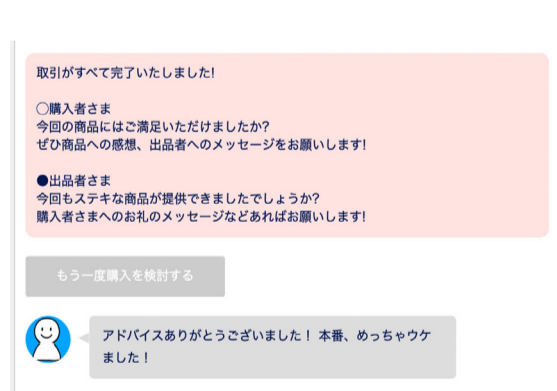 取引がすべて完了いたしました!
◯購入者さま
今回の商品にはご満足いただけましたか?
ぜひ商品への感想、出品者へのメッセージをお願いします!
●出品者さま
今回もステキな商品が提供できましたでしょうか?
購入者さまへのお礼のメッセージなどあればお願いします!
もう一度購入を検討する
アドバイスありがとうございました！ 本番、めっちゃウケ
ました！